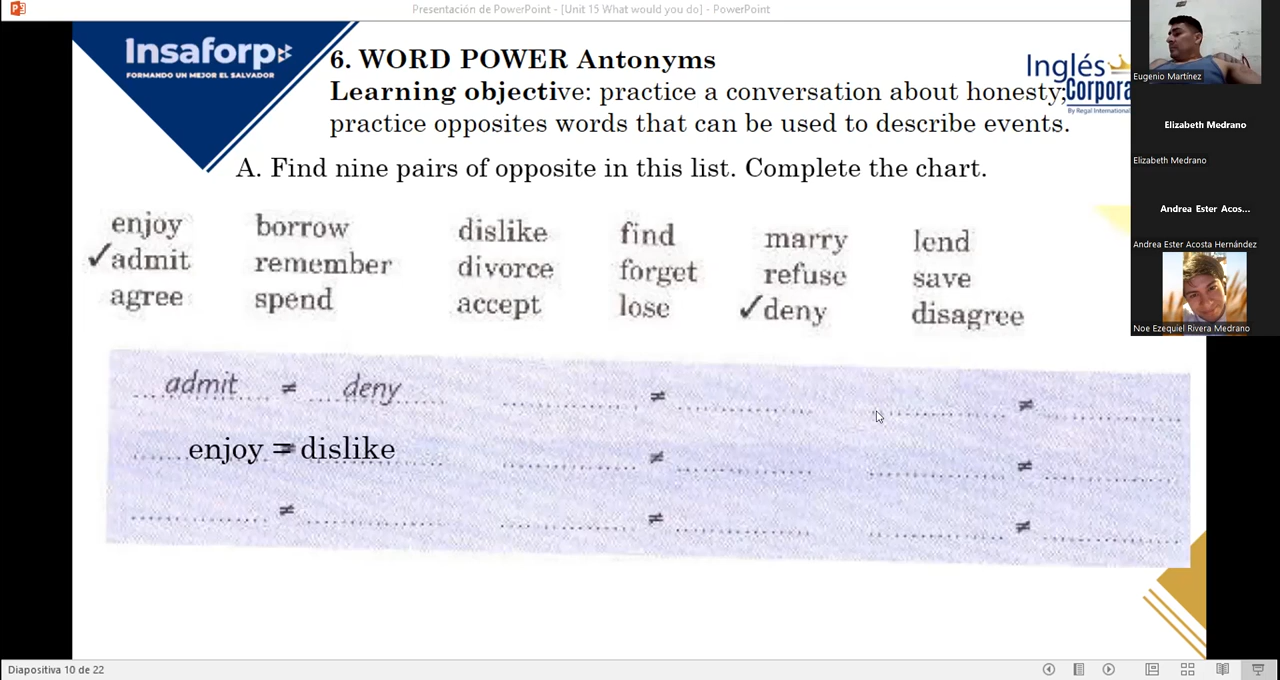 Presentación de PowerPoint - [Unit 15 What would you do] - PowerPoint
Insaforp
FORMANDO UN MEJOR EL SALVADOR
6. WORD POWER Antonyms
Learning objective: practice a conversation about honesty;
practice opposites words that can be used to describe events.
Inglés
Corpora
By Regal International
A. Find nine pairs of opposite in this list. Complete the chart.
enjoy borrow dislike find marry lend
✓admit remember divorce forget refuse save
agree spend accept lose ✓deny disagree
admit ≠ deny ≠ ≠
enjoy = dislike ≠ ≠
≠ ≠ ≠
Eugenio Martínez
Elizabeth Medrano
Elizabeth Medrano
Andrea Ester Acos...
Andrea Ester Acosta Hernández
Noe Ezequiel Rivera Medrano
Diapositiva 10 de 22